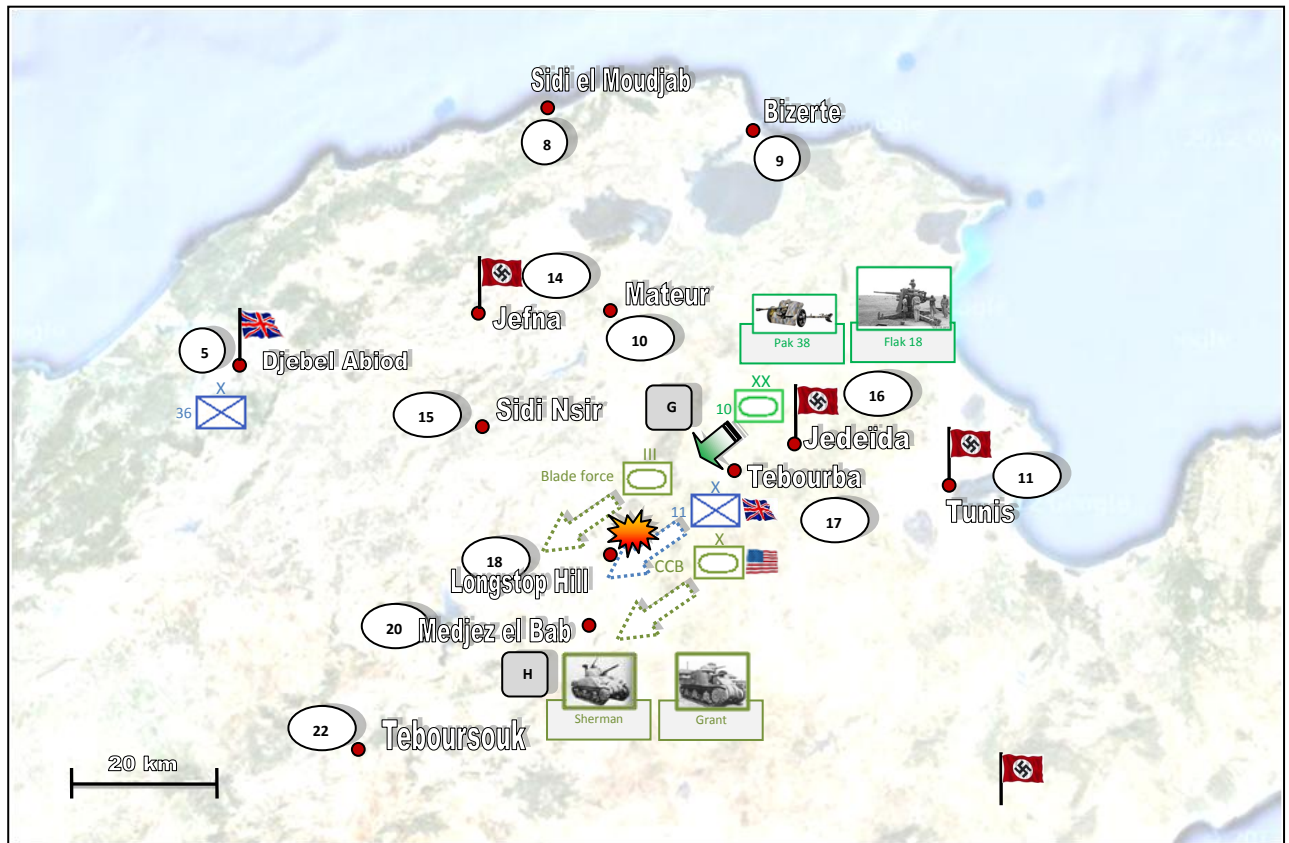 Sidi el Moudjab
8
Bizerte
9
14
Jefna
Mateur
10
Pak 38
Flak 18
5
Djebel Abiod
X
36
15
Sidi Nsir
G
XX
10
16
Jedeïda
III
Blade force
Tebourba
X
11
17
11
Tunis
X
CCB
18
Longstop Hill
20
Medjez el Bab
H
Sherman
Grant
22
Teboursouk
20 km